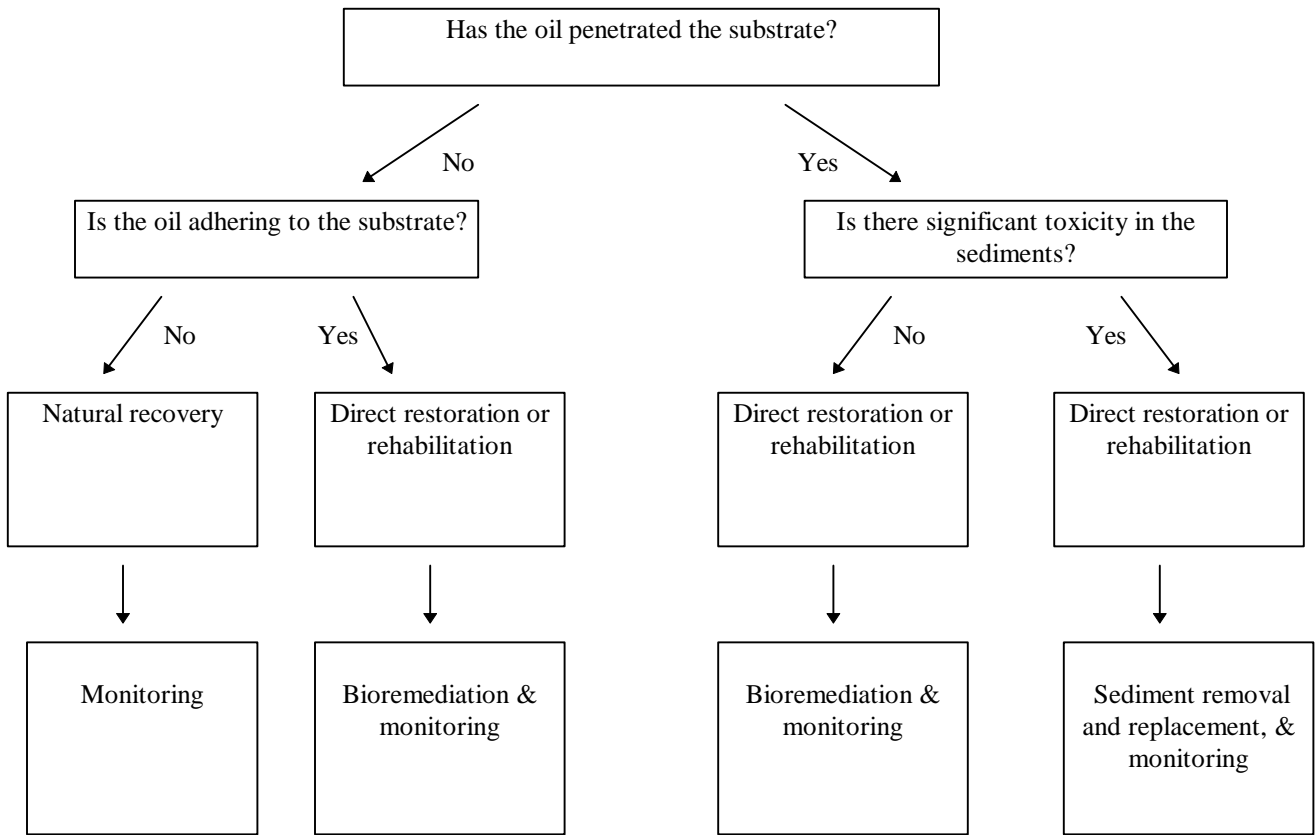 Has the oil penetrated the substrate?
No
Yes
Is the oil adhering to the substrate?
Is there significant toxicity in the
sediments?
No
Yes
No
Yes
Natural recovery
Direct restoration or
rehabilitation
Direct restoration or
rehabilitation
Direct restoration or
rehabilitation
Monitoring
Bioremediation &
monitoring
Bioremediation &
monitoring
Sediment removal
and replacement, &
monitoring